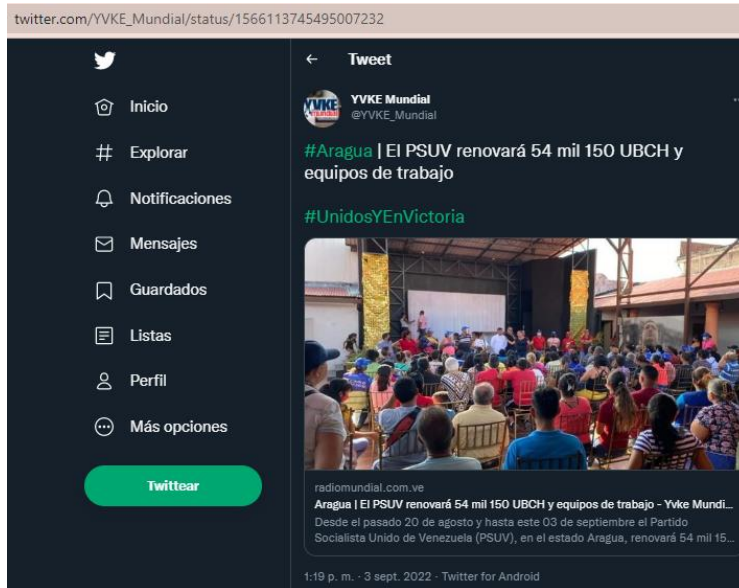 twitter.com/YVKE_Mundial/status/1566113745495007232
Tweet
Inicio
Explorar
Notificaciones
Mensajes
Guardados
Listas
Perfil
Más opciones
Twittear
YVKE Mundial
@YVKE_Mundial
#Aragua | El PSUV renovará 54 mil 150 UBCH y
equipos de trabajo
#UnidosYEnVictoria
radiomundial.com.ve
Aragua | El PSUV renovará 54 mil 150 UBCH y equipos de trabajo - Yvke Mundi...
Desde el pasado 20 de agosto y hasta este 03 de septiembre el Partido
Socialista Unido de Venezuela (PSUV), en el estado Aragua, renovará 54 mil 15...
1:19 p. m. · 3 sept. 2022 · Twitter for Android